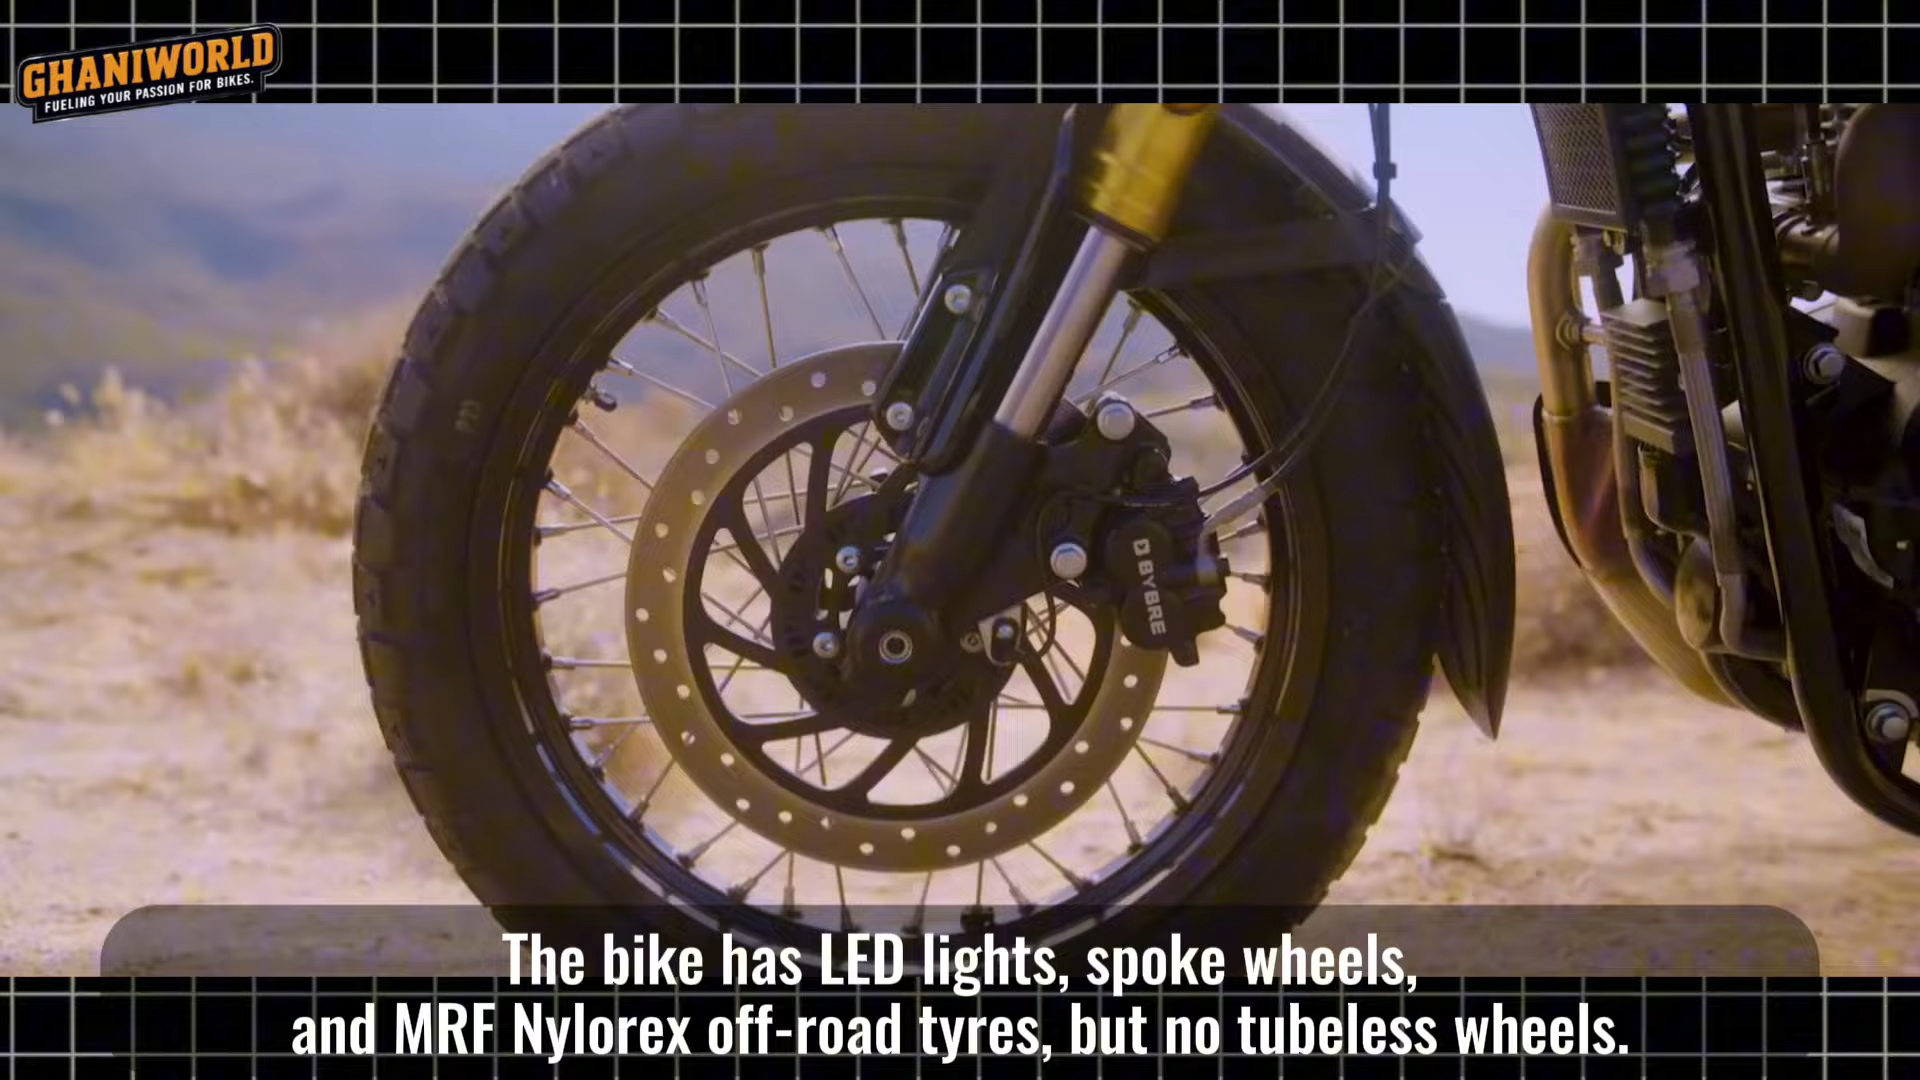 GHANIWORLD
FUELING YOUR PASSION FOR BIKES.
BYBRE
The bike has LED lights, spoke wheels,
and MRF Nylorex off-road tyres, but no tubeless wheels.